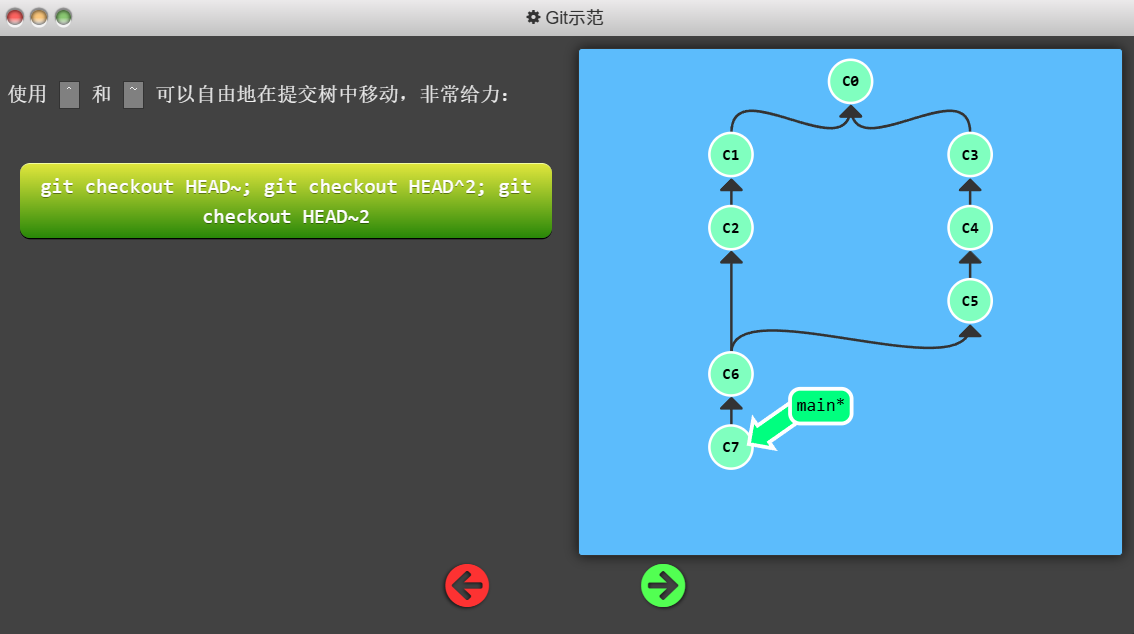 Git示范
使用 ^ 和 ~ 可以自由地在提交树中移动，非常给力：
git checkout HEAD~; git checkout HEAD^2; git
checkout HEAD~2
C0
C1
C3
C2
C4
C5
C6
main*
C7